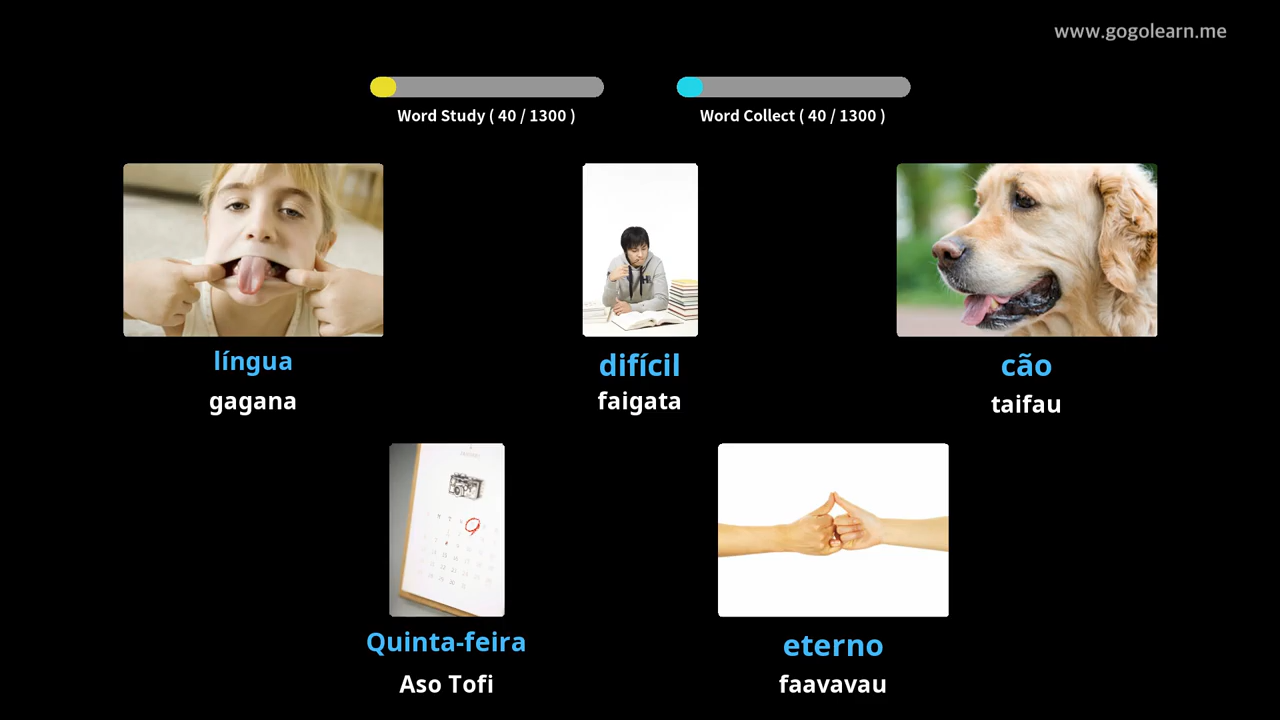 www.gogolearn.me
Word Study ( 40 / 1300 )
Word Collect ( 40 / 1300 )
língua
gagana
difícil
faigata
cão
taifau
Quinta-feira
Aso Tofi
eterno
faavavau